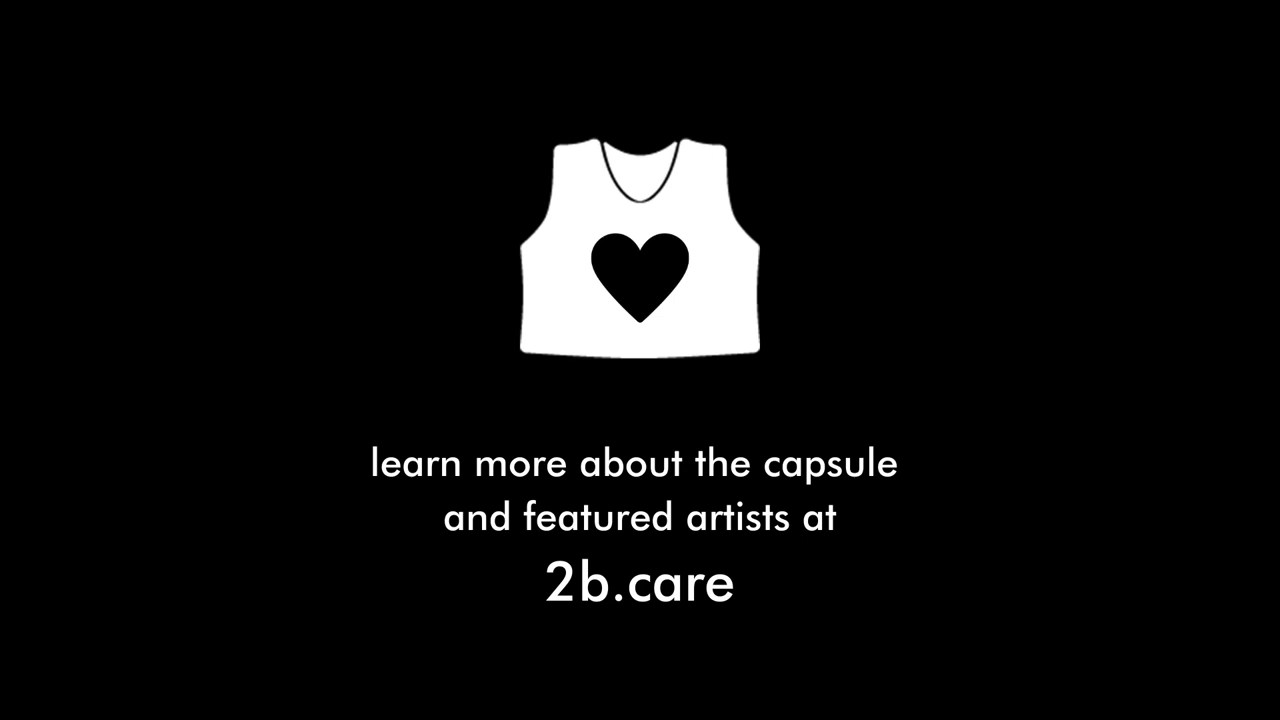 learn more about the capsule
and featured artists at
2b.care